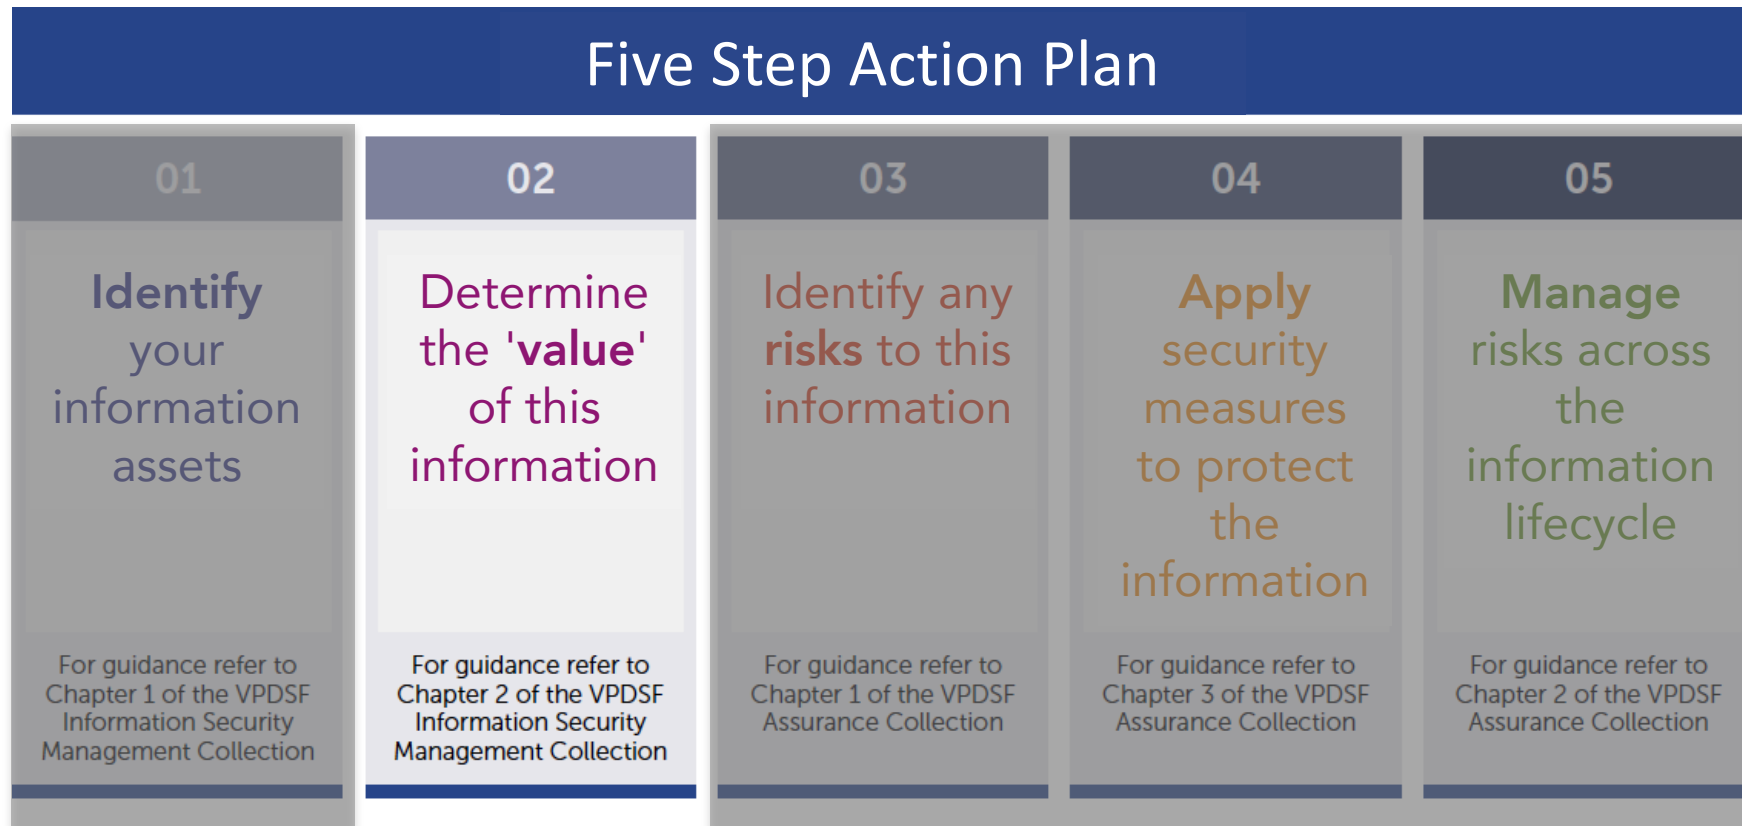 Five Step Action Plan
01
Identify
your
information
assets
For guidance refer to
Chapter 1 of the VPDSF
Information Security
Management Collection
02
Determine
the 'value'
of this
information
For guidance refer to
Chapter 2 of the VPDSF
Information Security
Management Collection
03
Identify any
risks to this
information
For guidance refer to
Chapter 1 of the VPDSF
Assurance Collection
04
Apply
security
measures
to protect
the
information
For guidance refer to
Chapter 3 of the VPDSF
Assurance Collection
05
Manage
risks across
the
information
lifecycle
For guidance refer to
Chapter 2 of the VPDSF
Assurance Collection